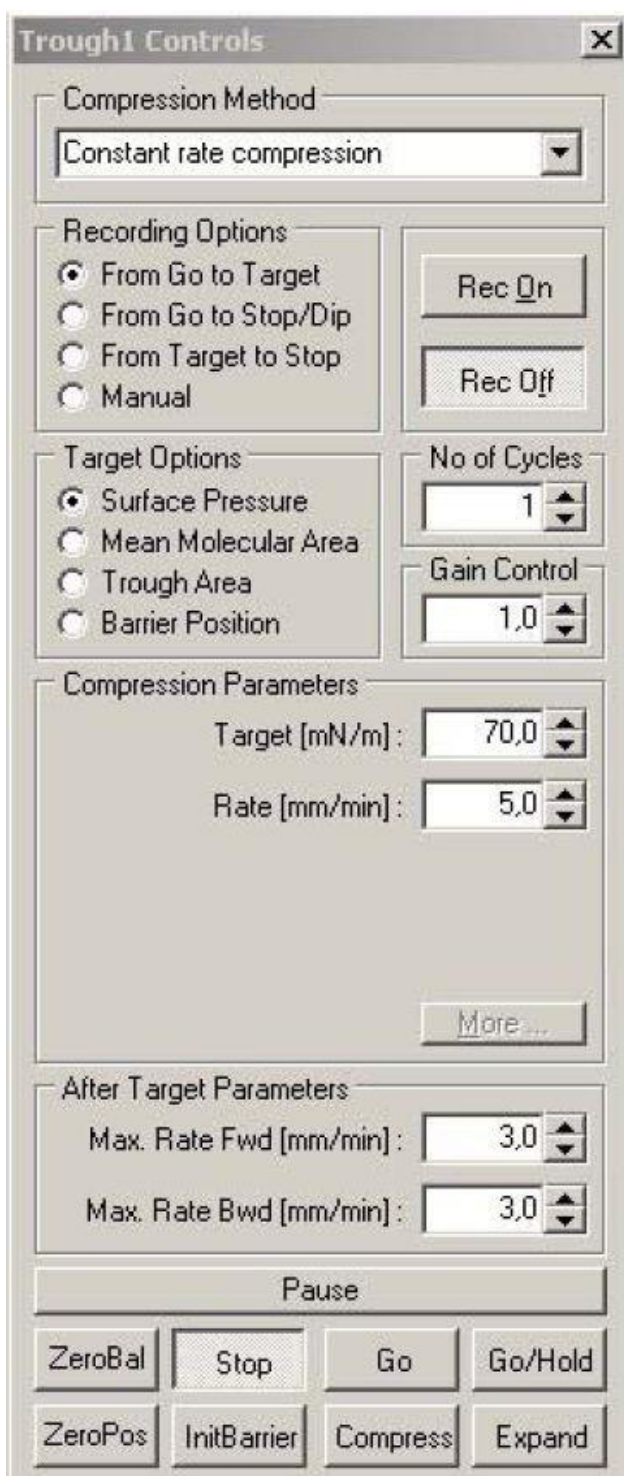 Trough1 Controls
Compression Method
Constant rate compression
Recording Options
From Go to Target
From Go to Stop/Dip
From Target to Stop
Manual
Rec On
Rec Off
Target Options
Surface Pressure
Mean Molecular Area
Trough Area
Barrier Position
No of Cycles
1
Gain Control
1,0
Compression Parameters
Target [mN/m] : 70,0
Rate [mm/min] : 5,0
More ...
After Target Parameters
Max. Rate Fwd [mm/min] : 3,0
Max. Rate Bwd [mm/min] : 3,0
Pause
ZeroBal Stop Go Go/Hold
ZeroPos InitBarrier Compress Expand